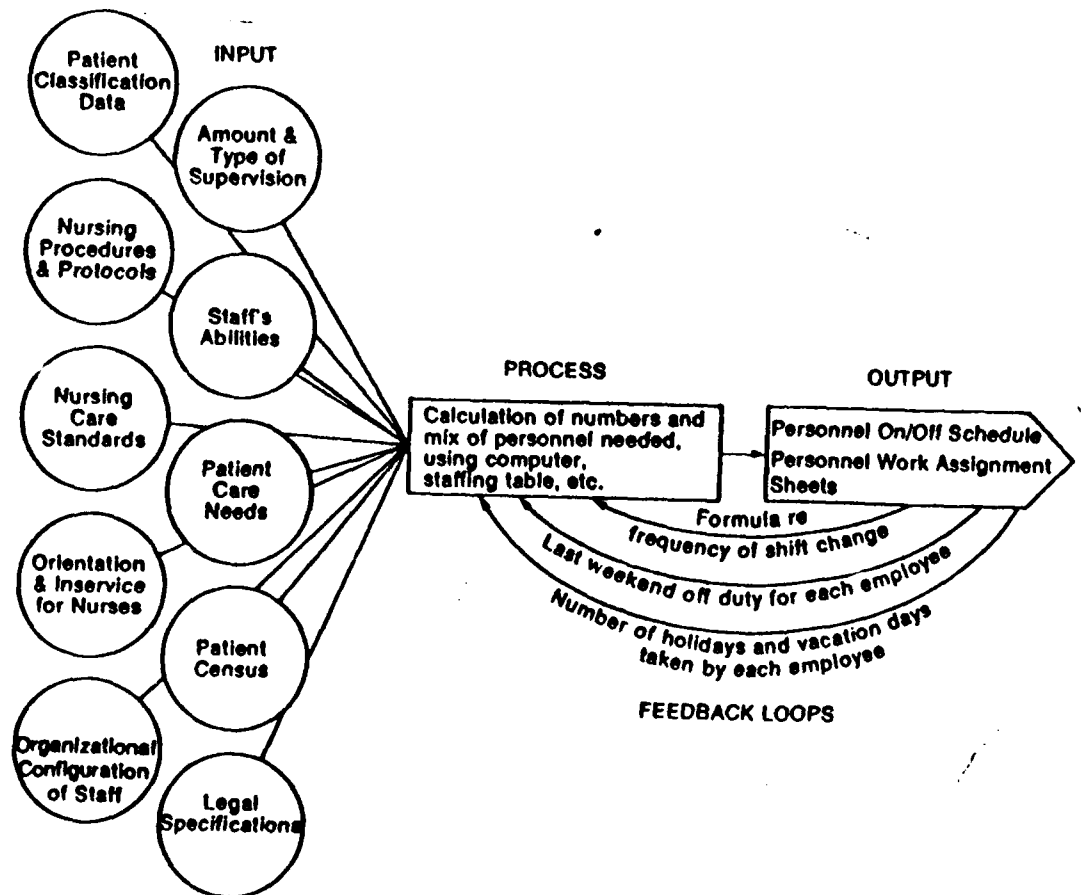 INPUT
Patient
Classification
Data
Amount &
Type of
Supervision
Nursing
Procedures
& Protocols
Staff's
Abilities
Nursing
Care
Standards
Patient
Care
Needs
Orientation
& Inservice
for Nurses
Patient
Census
Organizational
Configuration
of Staff
Legal
Specifications
PROCESS
Calculation of numbers and
mix of personnel needed,
using computer,
staffing table, etc.
OUTPUT
Personnel On/Off Schedule
Personnel Work Assignment
Sheets
Formula re
frequency of shift change
Last weekend off duty for each employee
Number of holidays and vacation days
taken by each employee
FEEDBACK LOOPS